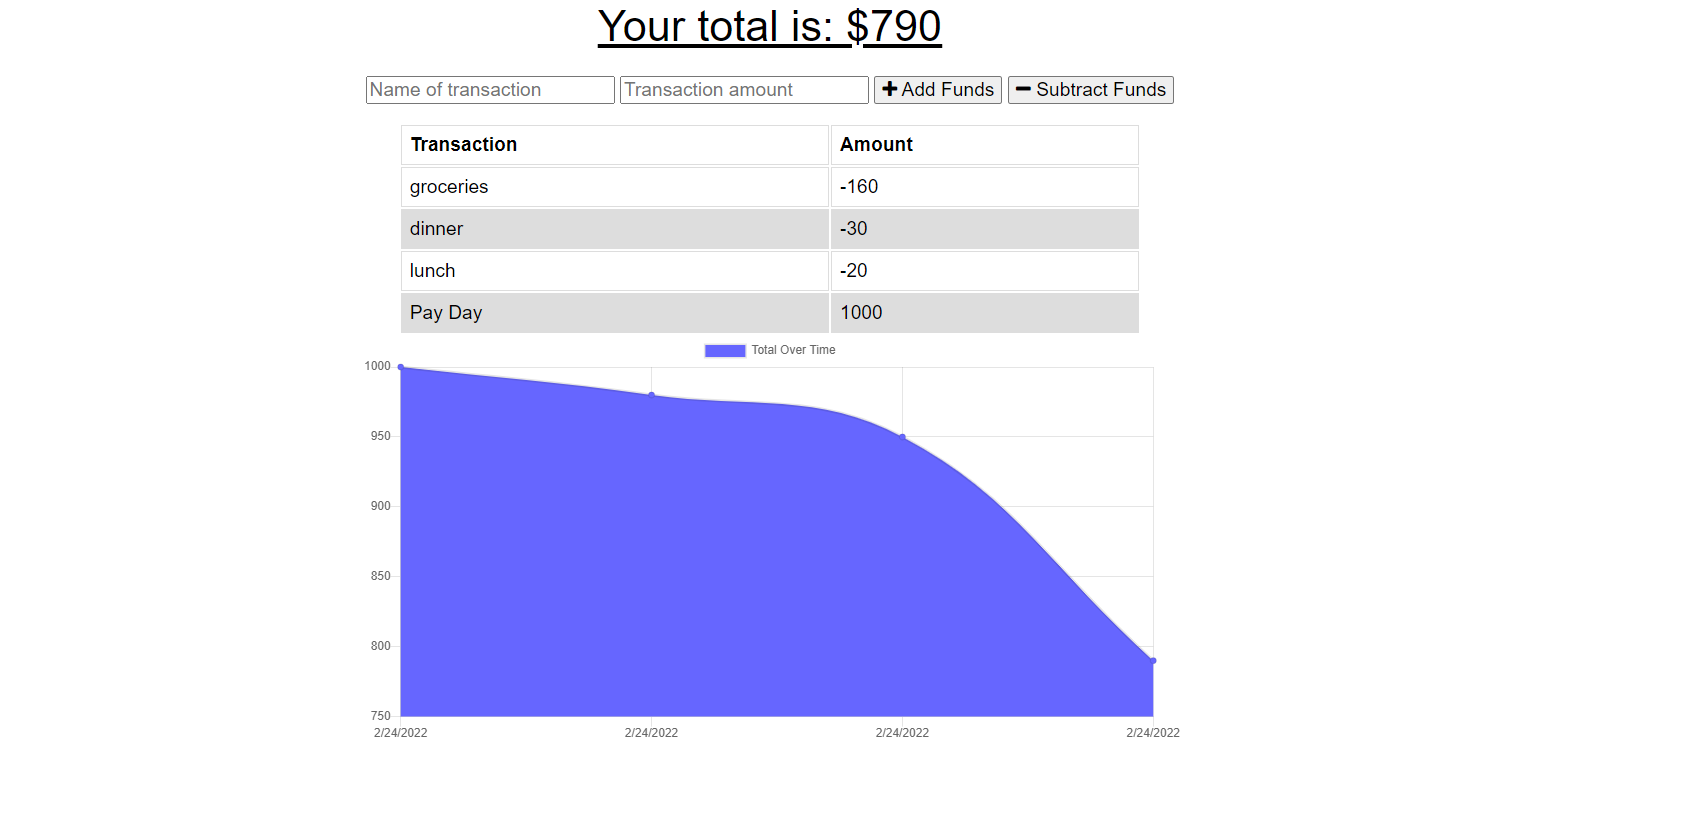 Your total is: $790
Name of transaction Transaction amount + Add Funds − Subtract Funds
Transaction Amount
groceries -160
dinner -30
lunch -20
Pay Day 1000
Total Over Time
1000
950
900
850
800
750
2/24/2022 2/24/2022 2/24/2022 2/24/2022